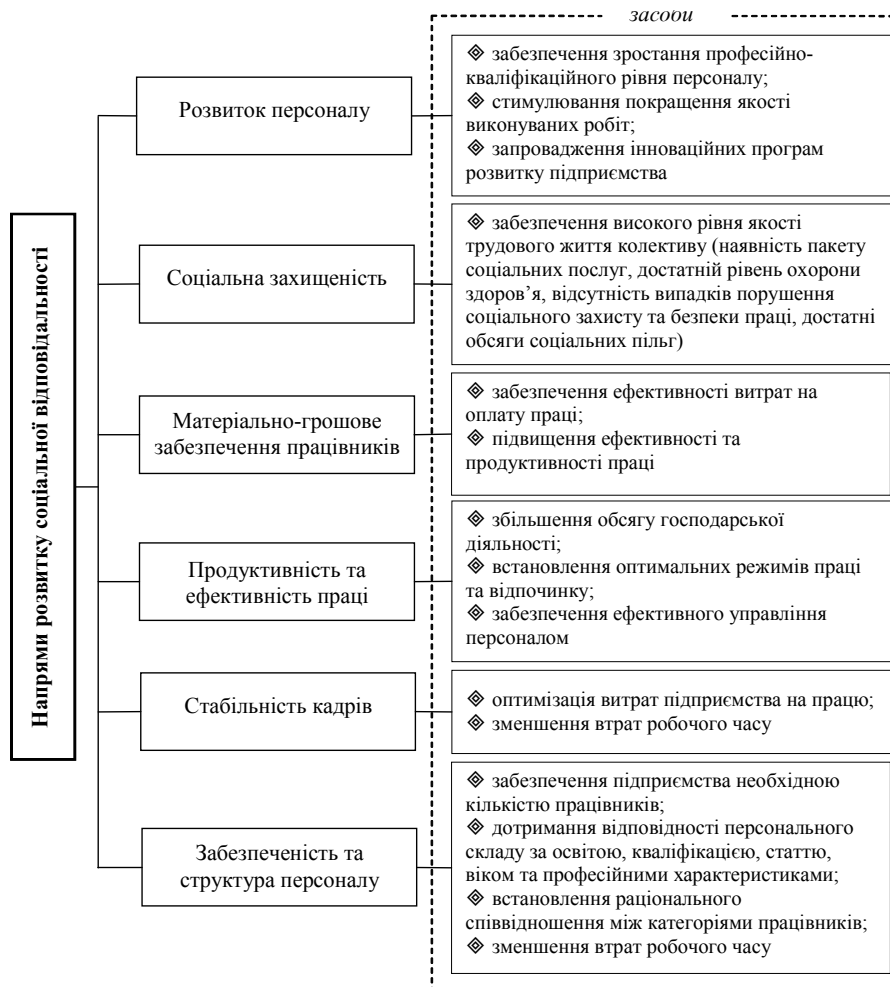 засоби
Напрями розвитку соціальної відповідальності
Розвиток персоналу
◈ забезпечення зростання професійно-
кваліфікаційного рівня персоналу;
◈ стимулювання покращення якості
виконуваних робіт;
◈ запровадження інноваційних програм
розвитку підприємства
Соціальна захищеність
◈ забезпечення високого рівня якості
трудового життя колективу (наявність пакету
соціальних послуг, достатній рівень охорони
здоров’я, відсутність випадків порушення
соціального захисту та безпеки праці, достатні
обсяги соціальних пільг)
Матеріально-грошове
забезпечення працівників
◈ забезпечення ефективності витрат на
оплату праці;
◈ підвищення ефективності та
продуктивності праці
Продуктивність та
ефективність праці
◈ збільшення обсягу господарської
діяльності;
◈ встановлення оптимальних режимів праці
та відпочинку;
◈ забезпечення ефективного управління
персоналом
Стабільність кадрів
◈ оптимізація витрат підприємства на працю;
◈ зменшення втрат робочого часу
Забезпеченість та
структура персоналу
◈ забезпечення підприємства необхідною
кількістю працівників;
◈ дотримання відповідності персонального
складу за освітою, кваліфікацією, статтю,
віком та професійними характеристиками;
◈ встановлення раціонального
співвідношення між категоріями працівників;
◈ зменшення втрат робочого часу